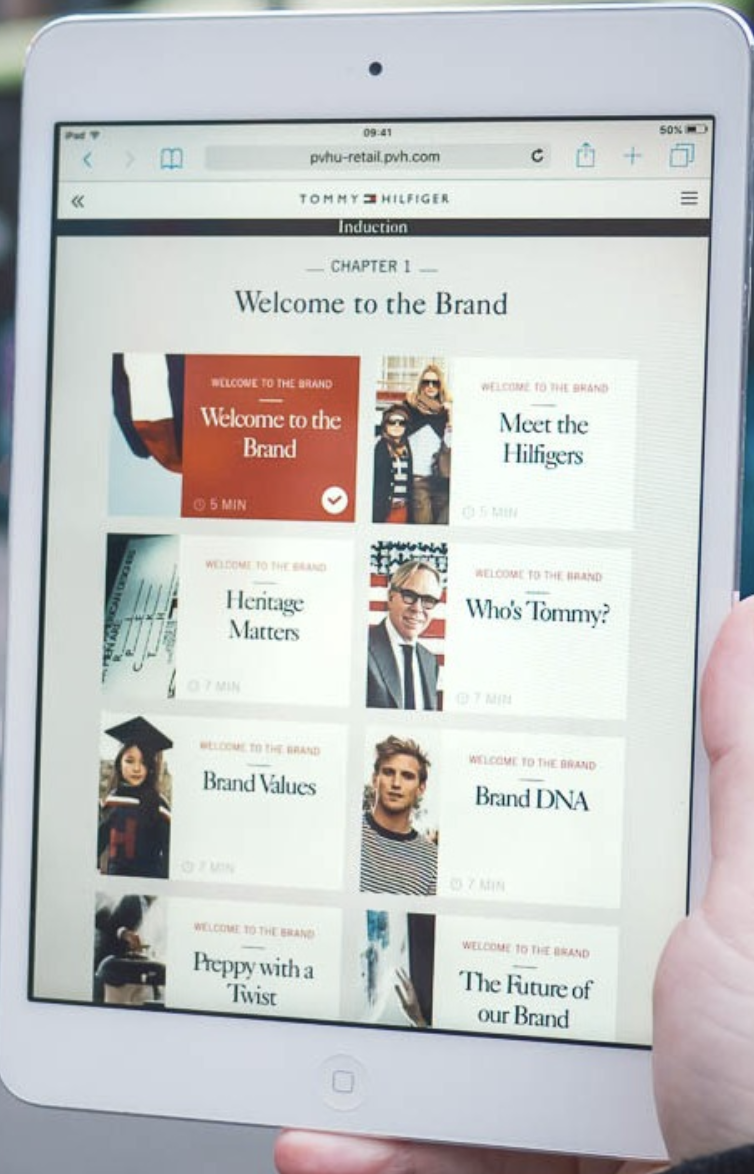 iPad
09:41
50%
pvhu-retail.pvh.com
TOMMY HILFIGER
Induction
CHAPTER 1
Welcome to the Brand
WELCOME TO THE BRAND
Welcome to the
Brand
5 MIN
WELCOME TO THE BRAND
Meet the
Hilfigers
5 MIN
WELCOME TO THE BRAND
Heritage
Matters
7 MIN
WELCOME TO THE BRAND
Who's Tommy?
7 MIN
WELCOME TO THE BRAND
Brand Values
7 MIN
H
WELCOME TO THE BRAND
Brand DNA
7 MIN
WELCOME TO THE BRAND
Preppy with a
Twist
WELCOME TO THE BRAND
The Future of
our Brand